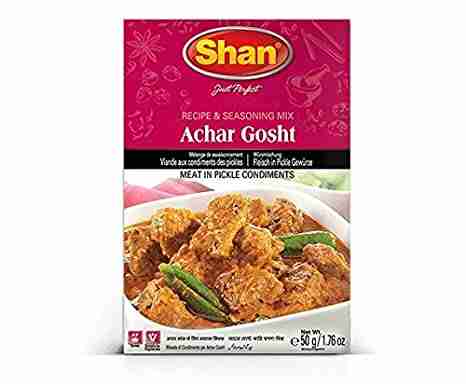 Shan
Just Perfect
RECIPE & SEASONING MIX
Achar Gosht
Mélange de assaisonnement
Viande aux condiments des pickles
Würzmischung
Fleisch in Pickle Gewürze
MEAT IN PICKLE CONDIMENTS
Net Wt.
e 50 g / 1.76 oz